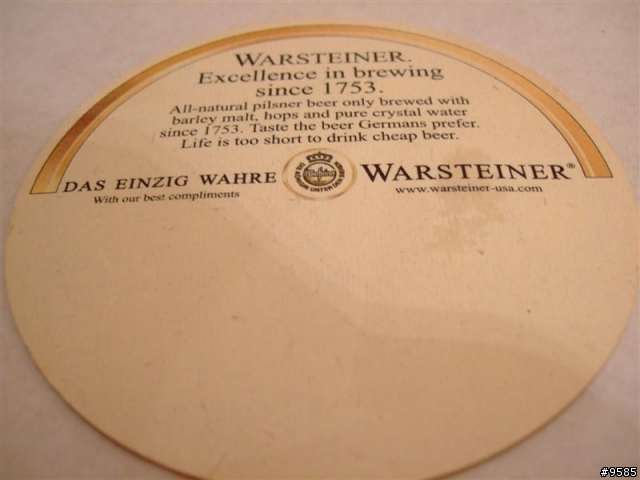 WARSTEINER.
Excellence in brewing
since 1753.
All-natural pilsner beer only brewed with
barley malt, hops and pure crystal water
since 1753. Taste the beer Germans prefer.
Life is too short to drink cheap beer.
DAS EINZIG WAHRE WARSTEINER®
With our best compliments www.warsteiner-usa.com
#9585